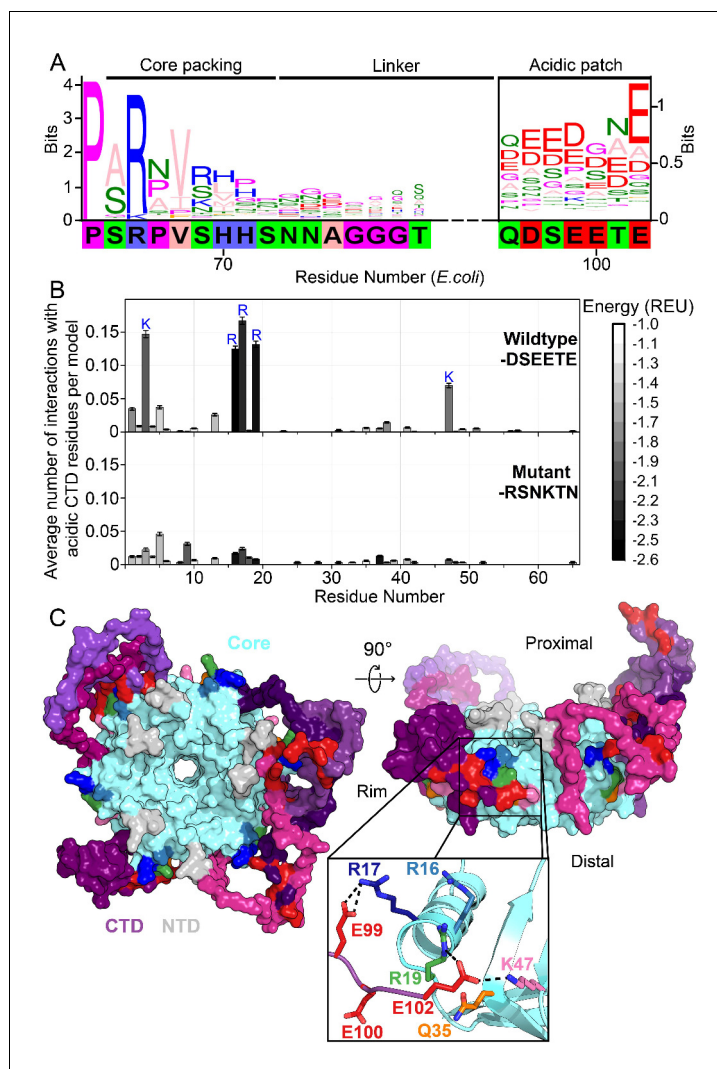 A
Core packing
Linker
Acidic patch
4
3
2
1
0
Bits
1
0.5
0
Bits
P S R P V S H H S N N A G G G T
Q D S E E T E
70
100
Residue Number (E.coli)
B
Energy (REU)
Average number of interactions with
acidic CTD residues per model
0.15
0.10
0.05
0
K
R
R
R
K
Wildtype
-DSEETE
0.15
0.10
0.05
0
Mutant
-RSNKTN
10
20
30
40
50
60
Residue Number
-1.0
-1.1
-1.3
-1.4
-1.5
-1.6
-1.8
-1.9
-2.0
-2.1
-2.3
-2.4
-2.5
-2.6
C
Core
90°
Proximal
Rim
Distal
CTD
NTD
R17
R16
E99
R19
K47
E102
E100
Q35